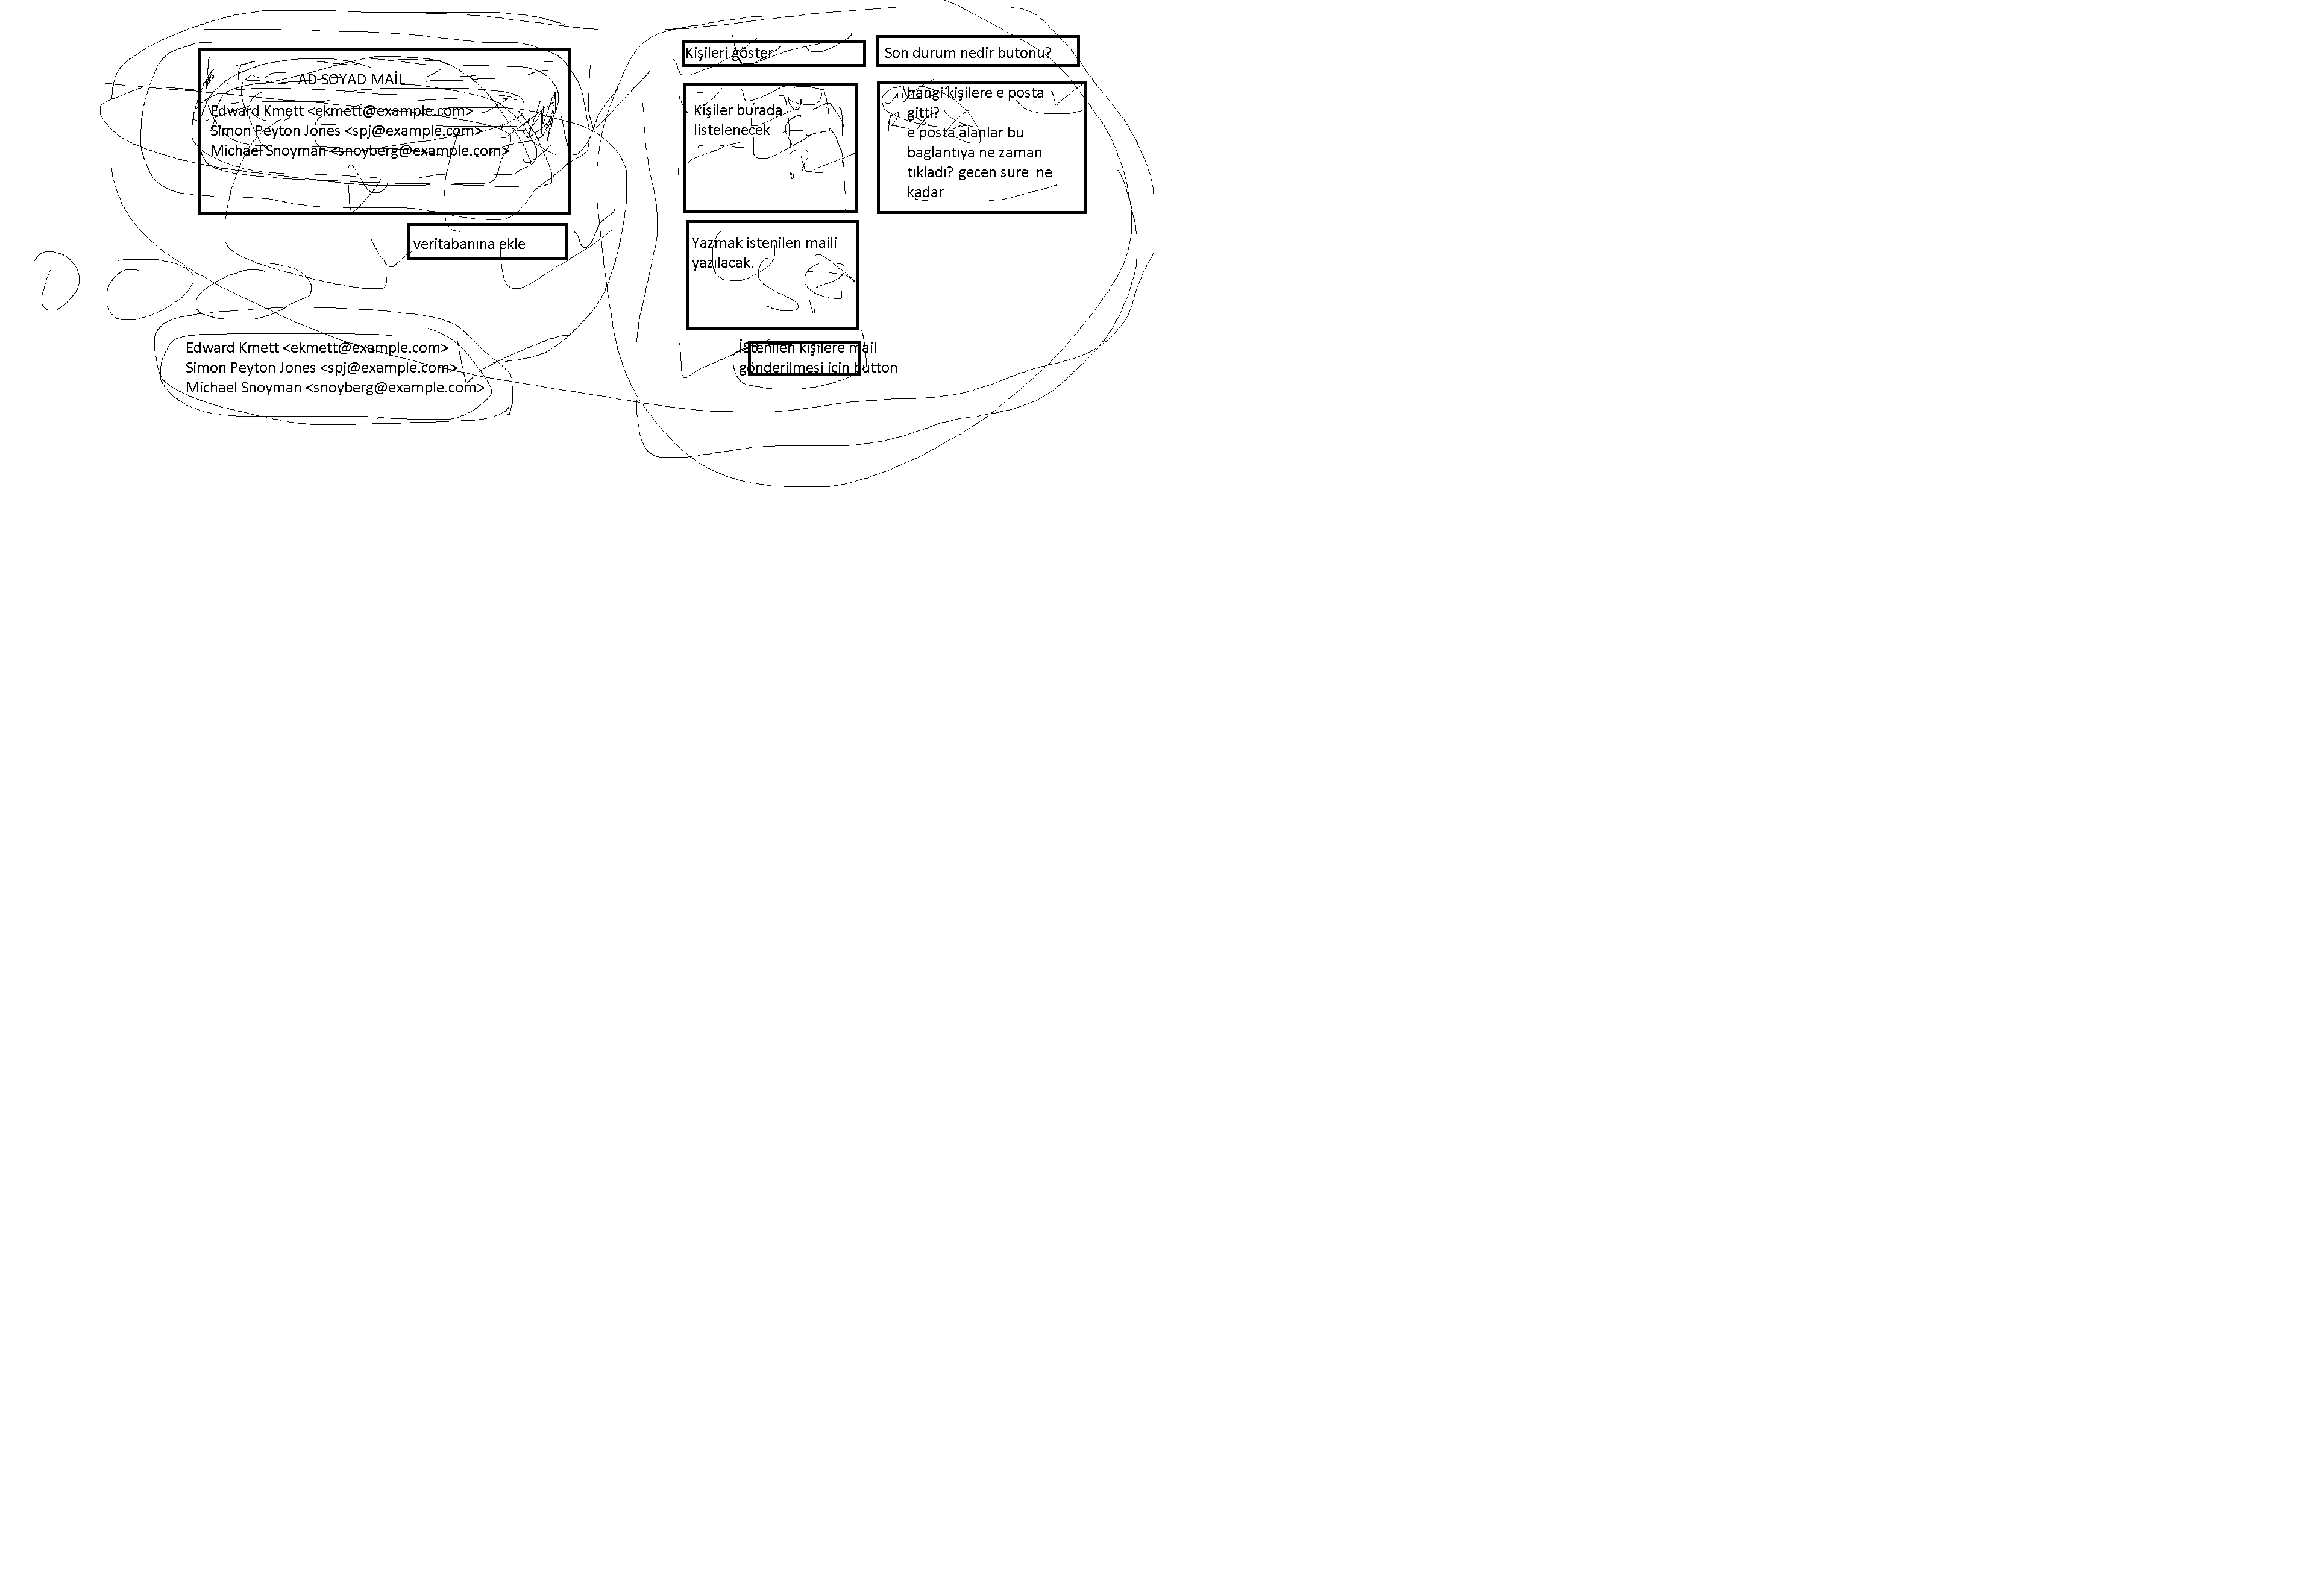 AD SOYAD MAİL
Edward Kmett <ekmett@example.com>
Simon Peyton Jones <spj@example.com>
Michael Snoyman <snoyberg@example.com>
veritabanına ekle
Edward Kmett <ekmett@example.com>
Simon Peyton Jones <spj@example.com>
Michael Snoyman <snoyberg@example.com>
Kişileri göster
Kişiler burada
listelenecek
Yazmak istenilen maili
yazılacak.
İstenilen kişilere mail
gönderilmesi için button
Son durum nedir butonu?
hangi kişilere e posta
gitti?
e posta alanlar bu
baglantıya ne zaman
tıkladı? gecen sure ne
kadar